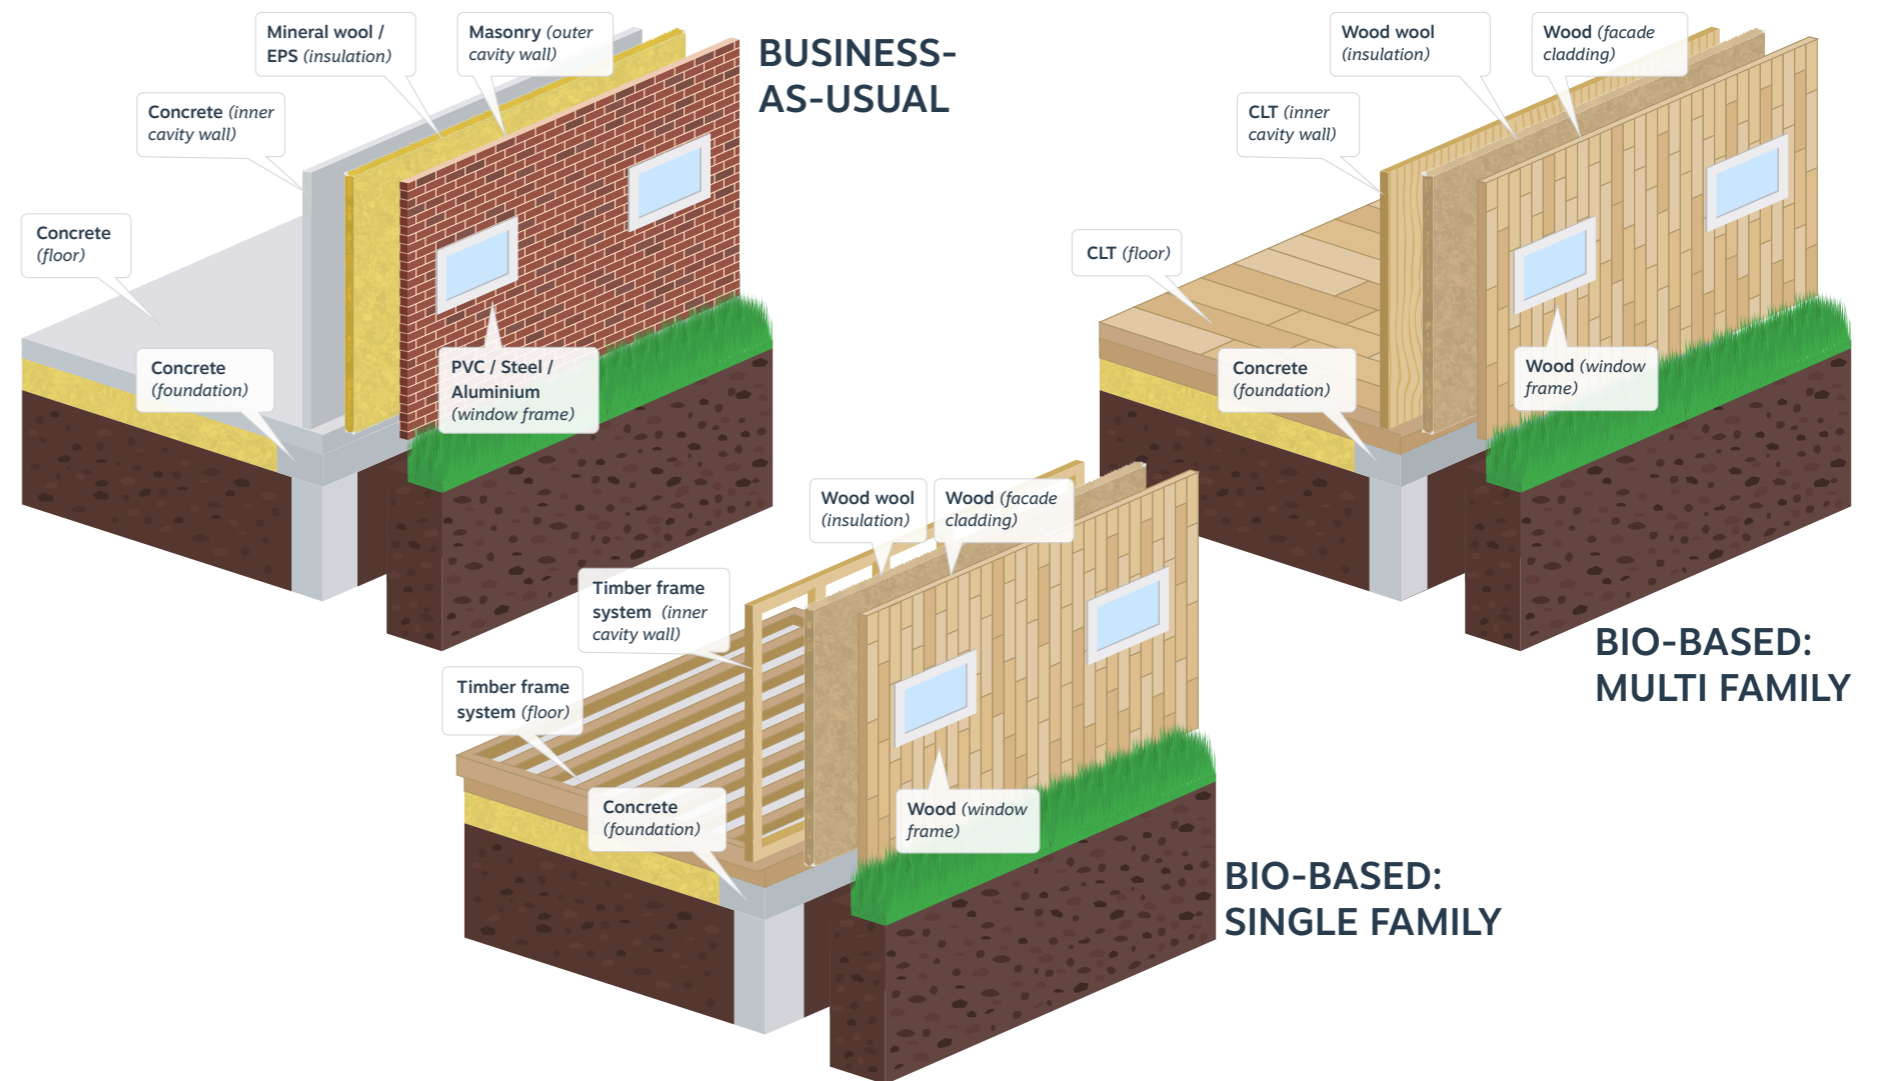 BUSINESS-
AS-USUAL
Mineral wool /
EPS (insulation)
Masonry (outer
cavity wall)
Concrete (inner
cavity wall)
Concrete
(floor)
Concrete
(foundation)
PVC / Steel /
Aluminium
(window frame)
Wood wool
(insulation)
Wood (facade
cladding)
CLT (inner
cavity wall)
CLT (floor)
Concrete
(foundation)
Wood (window
frame)
BIO-BASED:
MULTI FAMILY
Wood wool
(insulation)
Wood (facade
cladding)
Timber frame
system (inner
cavity wall)
Timber frame
system (floor)
Concrete
(foundation)
Wood (window
frame)
BIO-BASED:
SINGLE FAMILY